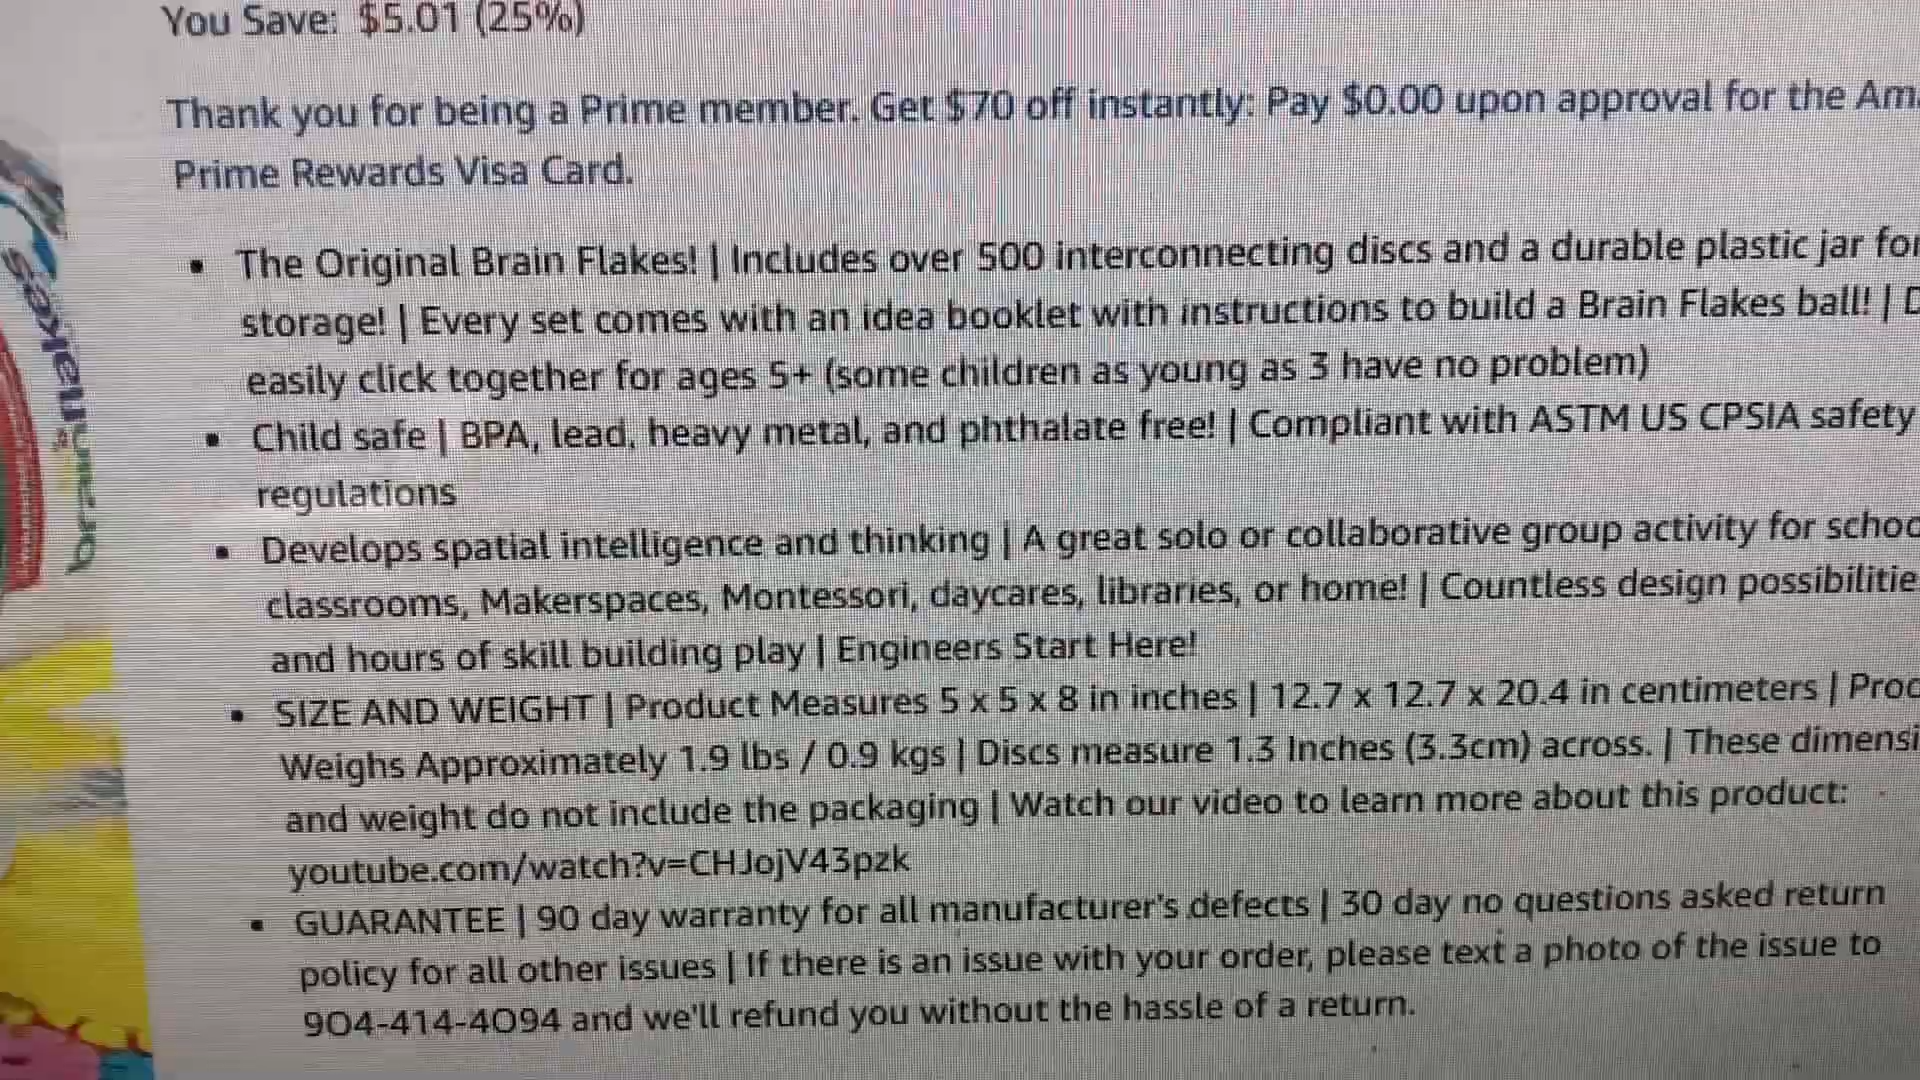 You Save: $5.01 (25%)
Thank you for being a Prime member. Get $70 off instantly: Pay $0.00 upon approval for the Am
Prime Rewards Visa Card.
• The Original Brain Flakes! | Includes over 500 interconnecting discs and a durable plastic jar for
storage! | Every set comes with an idea booklet with instructions to build a Brain Flakes ball! | D
easily click together for ages 5+ (some children as young as 3 have no problem)
• Child safe | BPA, lead, heavy metal, and phthalate free! | Compliant with ASTM US CPSIA safety
regulations
• Develops spatial intelligence and thinking | A great solo or collaborative group activity for schoo
classrooms, Makerspaces, Montessori, daycares, libraries, or home! | Countless design possibilitie
and hours of skill building play | Engineers Start Here!
• SIZE AND WEIGHT | Product Measures 5 x 5 x 8 in inches | 12.7 x 12.7 x 20.4 in centimeters | Prod
Weighs Approximately 1.9 lbs / 0.9 kgs | Discs measure 1.3 Inches (3.3cm) across. | These dimensi
and weight do not include the packaging | Watch our video to learn more about this product:
youtube.com/watch?v=CHJojV43pzk
• GUARANTEE | 90 day warranty for all manufacturer's defects | 30 day no questions asked return
policy for all other issues | If there is an issue with your order, please text a photo of the issue to
904-414-4094 and we'll refund you without the hassle of a return.